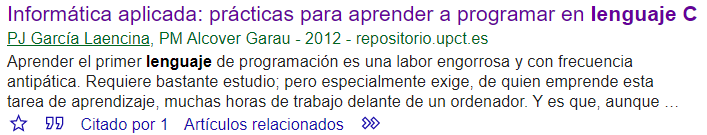 Informática aplicada: prácticas para aprender a programar en lenguaje C
PJ García Laencina, PM Alcover Garau - 2012 - repositorio.upct.es
Aprender el primer lenguaje de programación es una labor engorrosa y con frecuencia
antipática. Requiere bastante estudio; pero especialmente exige, de quien emprende esta
tarea de aprendizaje, muchas horas de trabajo delante de un ordenador. Y es que, aunque …
Citado por 1 Artículos relacionados